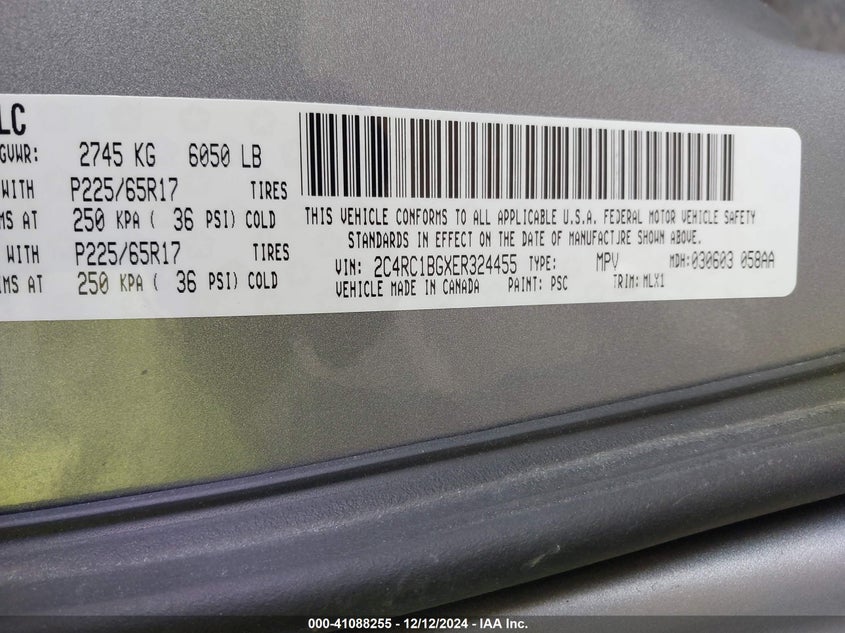 LC
GVWR: 2745 KG 6050 LB
WITH P225/65R17 TIRES
MS AT 250 KPA ( 36 PSI) COLD
WITH P225/65R17 TIRES
IMS AT 250 KPA ( 36 PSI) COLD
THIS VEHICLE CONFORMS TO ALL APPLICABLE U.S.A. FEDERAL MOTOR VEHICLE SAFETY
STANDARDS IN EFFECT ON THE DATE OF MANUFACTURE SHOWN ABOVE.
VIN: 2C4RC1BGXER324455 TYPE: MPV MDH:030603 058AA
VEHICLE MADE IN CANADA PAINT: PSC TRIM: MLX1
000-41088255 - 12/12/2024 - IAA Inc.